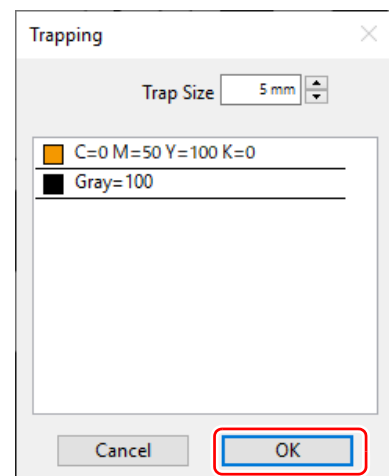 Trapping
Trap Size 5 mm
C=0 M=50 Y=100 K=0
Gray=100
Cancel OK